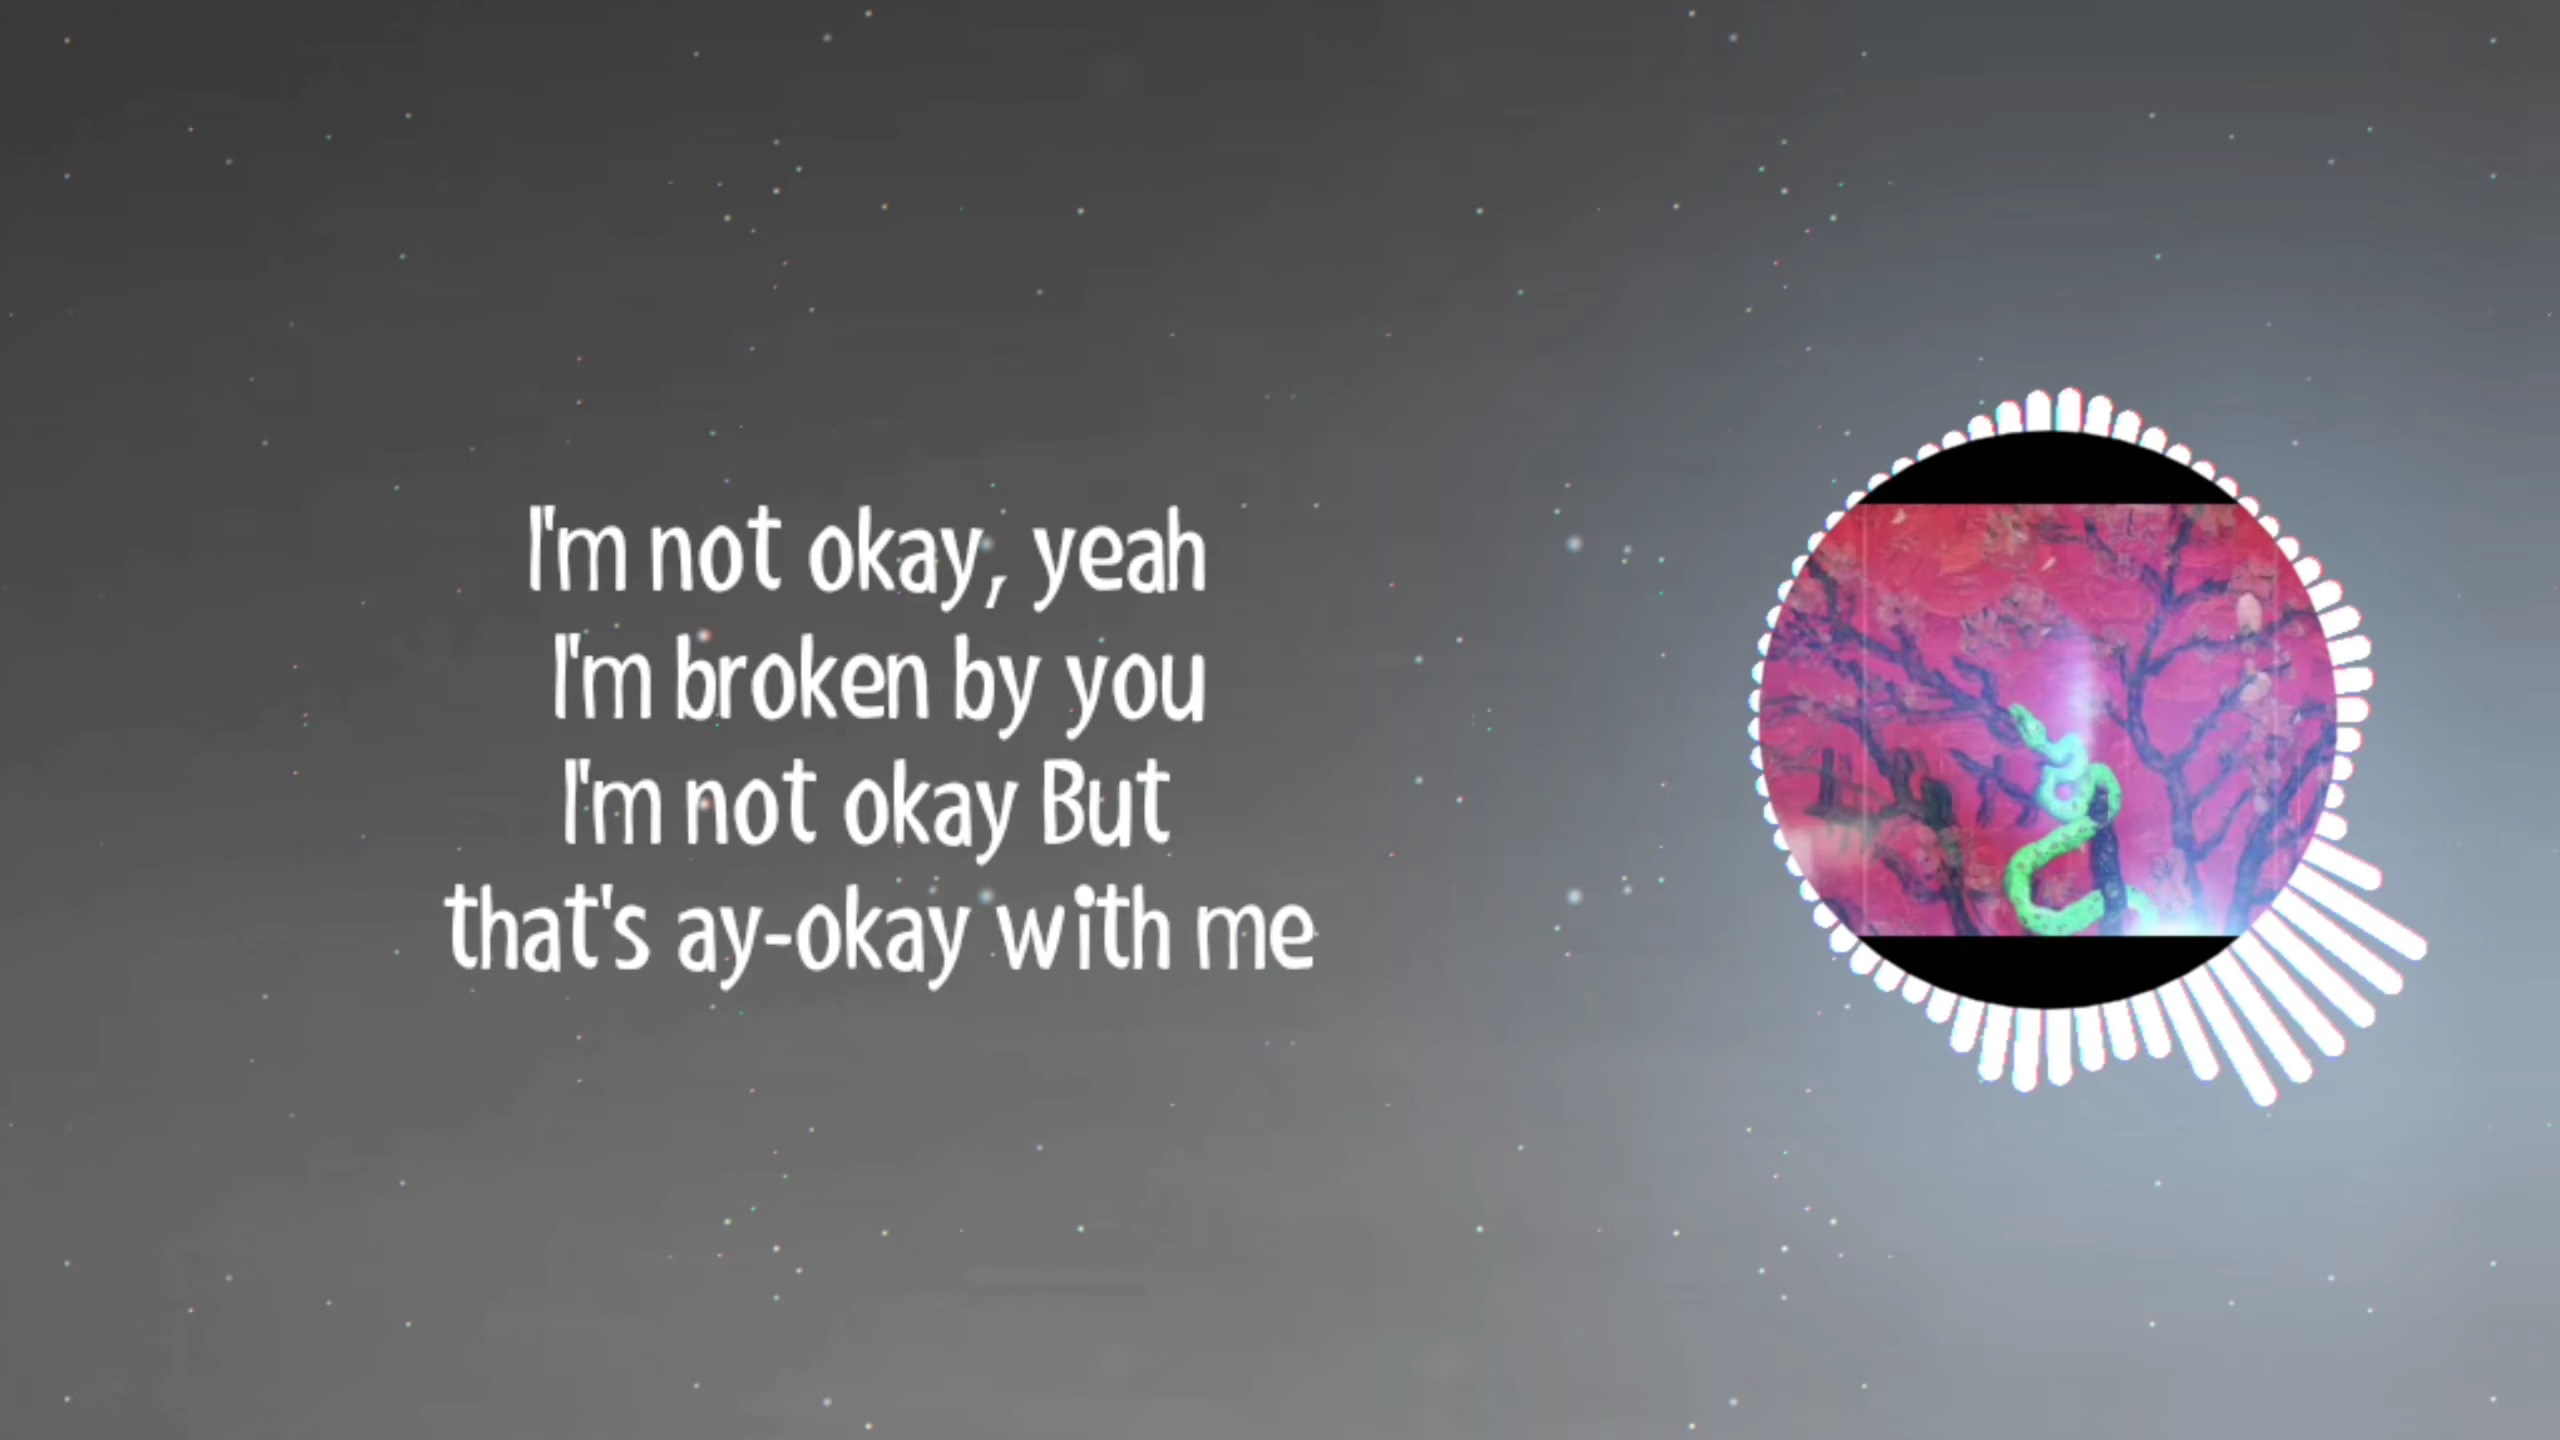 I'm not okay, yeah
I'm broken by you
I'm not okay But
that's ay-okay with me